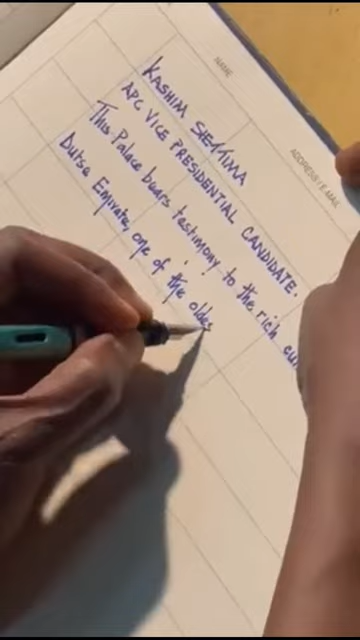 NAME
ADDRESS/E-MAIL
KASHIM SHETTIMA
APC VICE PRESIDENTIAL CANDIDATE.
This Palace bears testimony to the rich cu
Dutse Emirate, one of the oldes